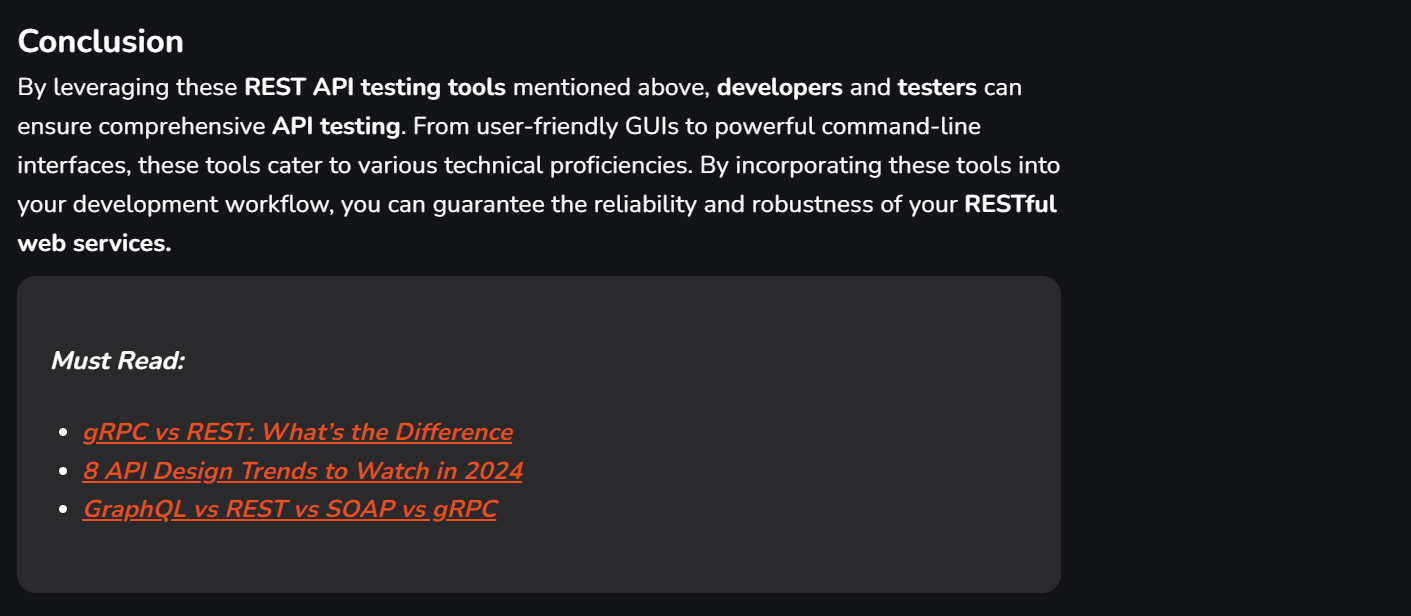 Conclusion
By leveraging these REST API testing tools mentioned above, developers and testers can
ensure comprehensive API testing. From user-friendly GUIs to powerful command-line
interfaces, these tools cater to various technical proficiencies. By incorporating these tools into
your development workflow, you can guarantee the reliability and robustness of your RESTful
web services.
Must Read:
gRPC vs REST: What’s the Difference
8 API Design Trends to Watch in 2024
GraphQL vs REST vs SOAP vs gRPC